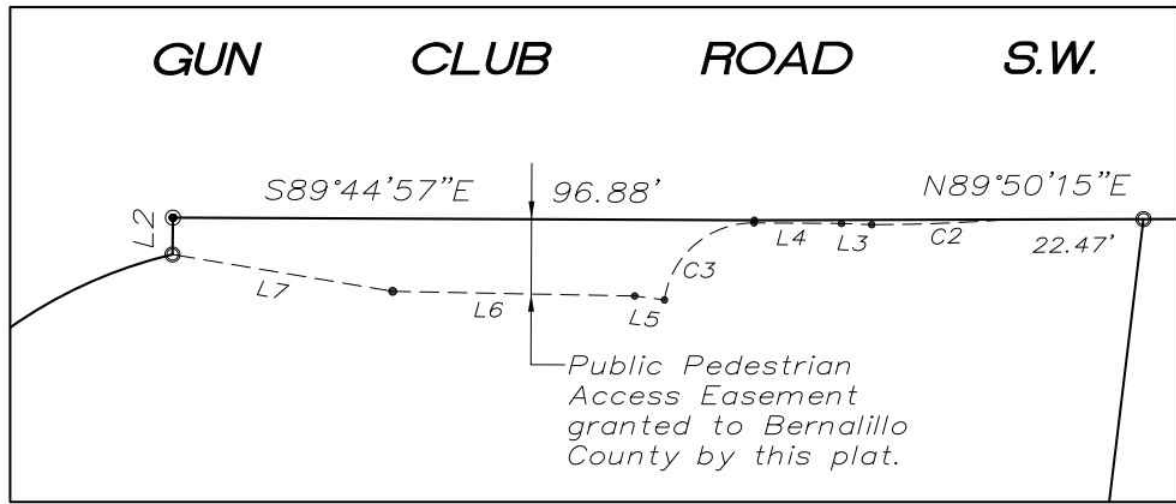 GUN CLUB ROAD S.W.
S89°44'57"E 96.88' N89°50'15"E
L2
L4 L3 C2 22.47'
C3
L7
L6 L5
Public Pedestrian
Access Easement
granted to Bernalillo
County by this plat.